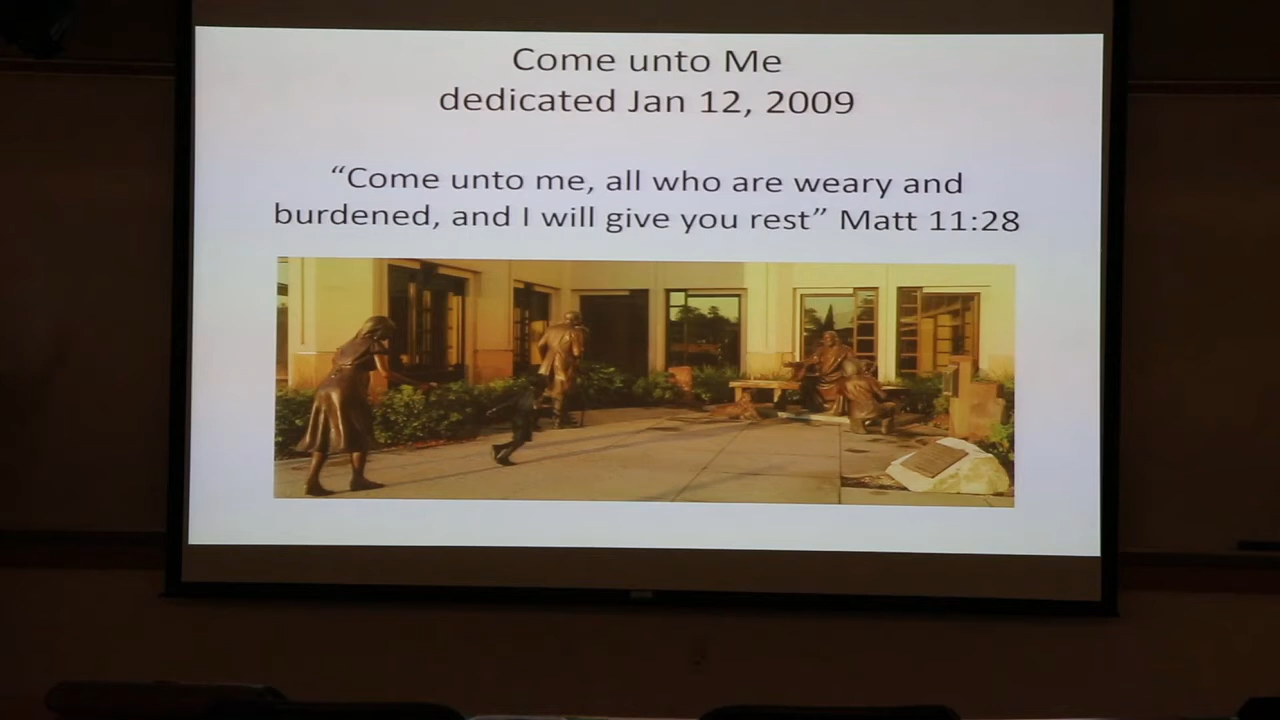 Come unto Me
dedicated Jan 12, 2009
“Come unto me, all who are weary and
burdened, and I will give you rest” Matt 11:28